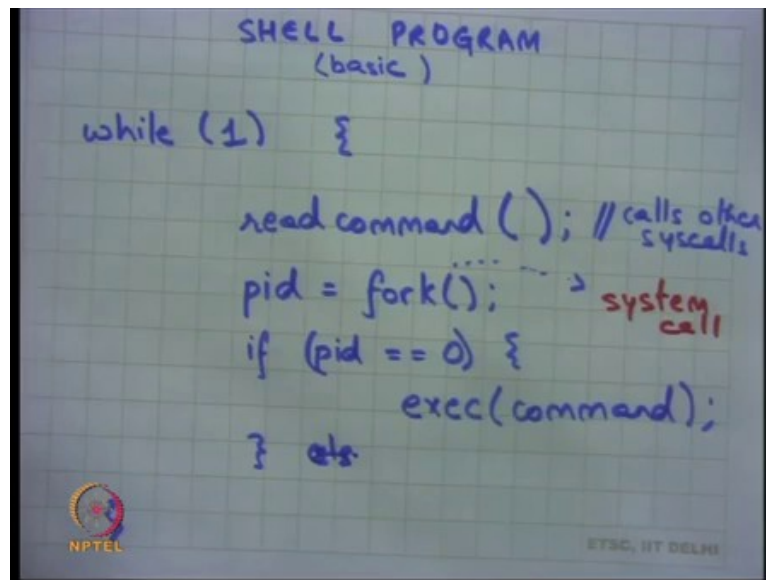 SHELL PROGRAM
(basic)
while (1) {
read command (); // calls other
syscalls
pid = fork(); system
call
if (pid == 0) {
exec(command);
}
NPTEL
ETSC, IIT DELHI